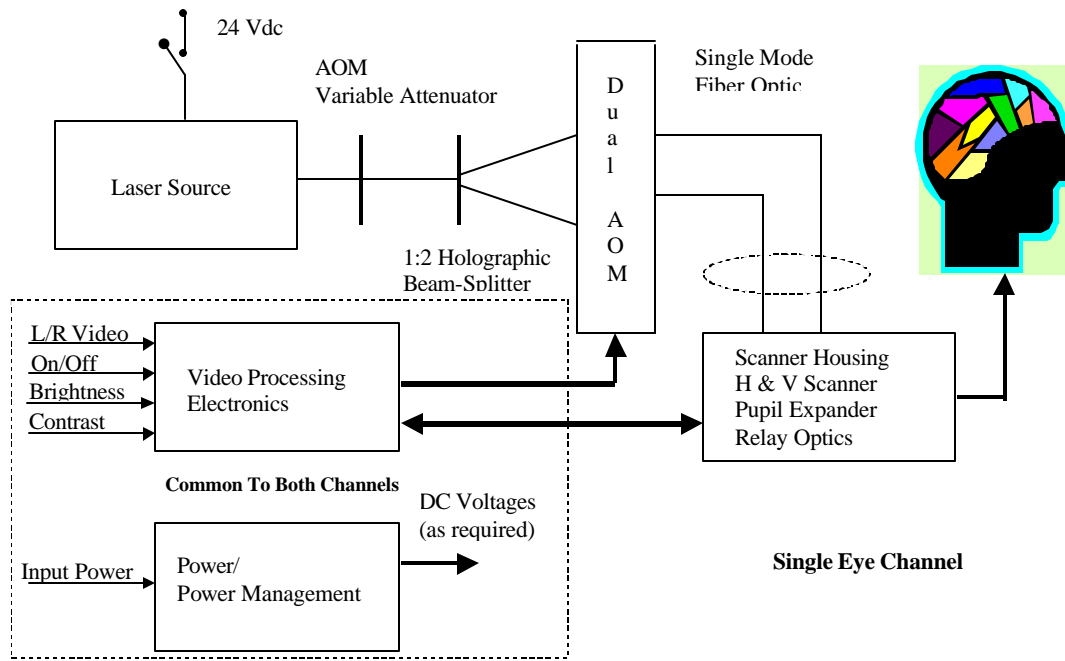 24 Vdc
AOM
Variable Attenuator
Single Mode
Fiber Optic
Dual AOM
Laser Source
1:2 Holographic
Beam-Splitter
L/R Video
On/Off
Brightness
Contrast
Video Processing
Electronics
Scanner Housing
H & V Scanner
Pupil Expander
Relay Optics
Common To Both Channels
DC Voltages
(as required)
Input Power
Power/
Power Management
Single Eye Channel